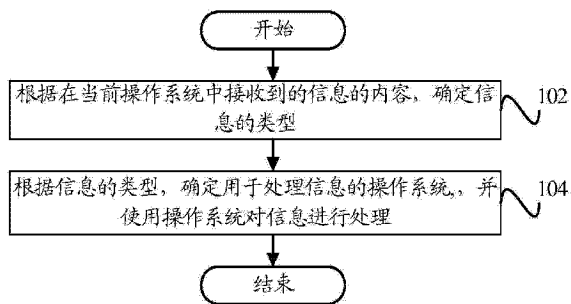 开始
根据在当前操作系统中接收到的信息的内容，确定信
息的类型
102
根据信息的类型，确定用于处理信息的操作系统,，并
使用操作系统对信息进行处理
104
结束